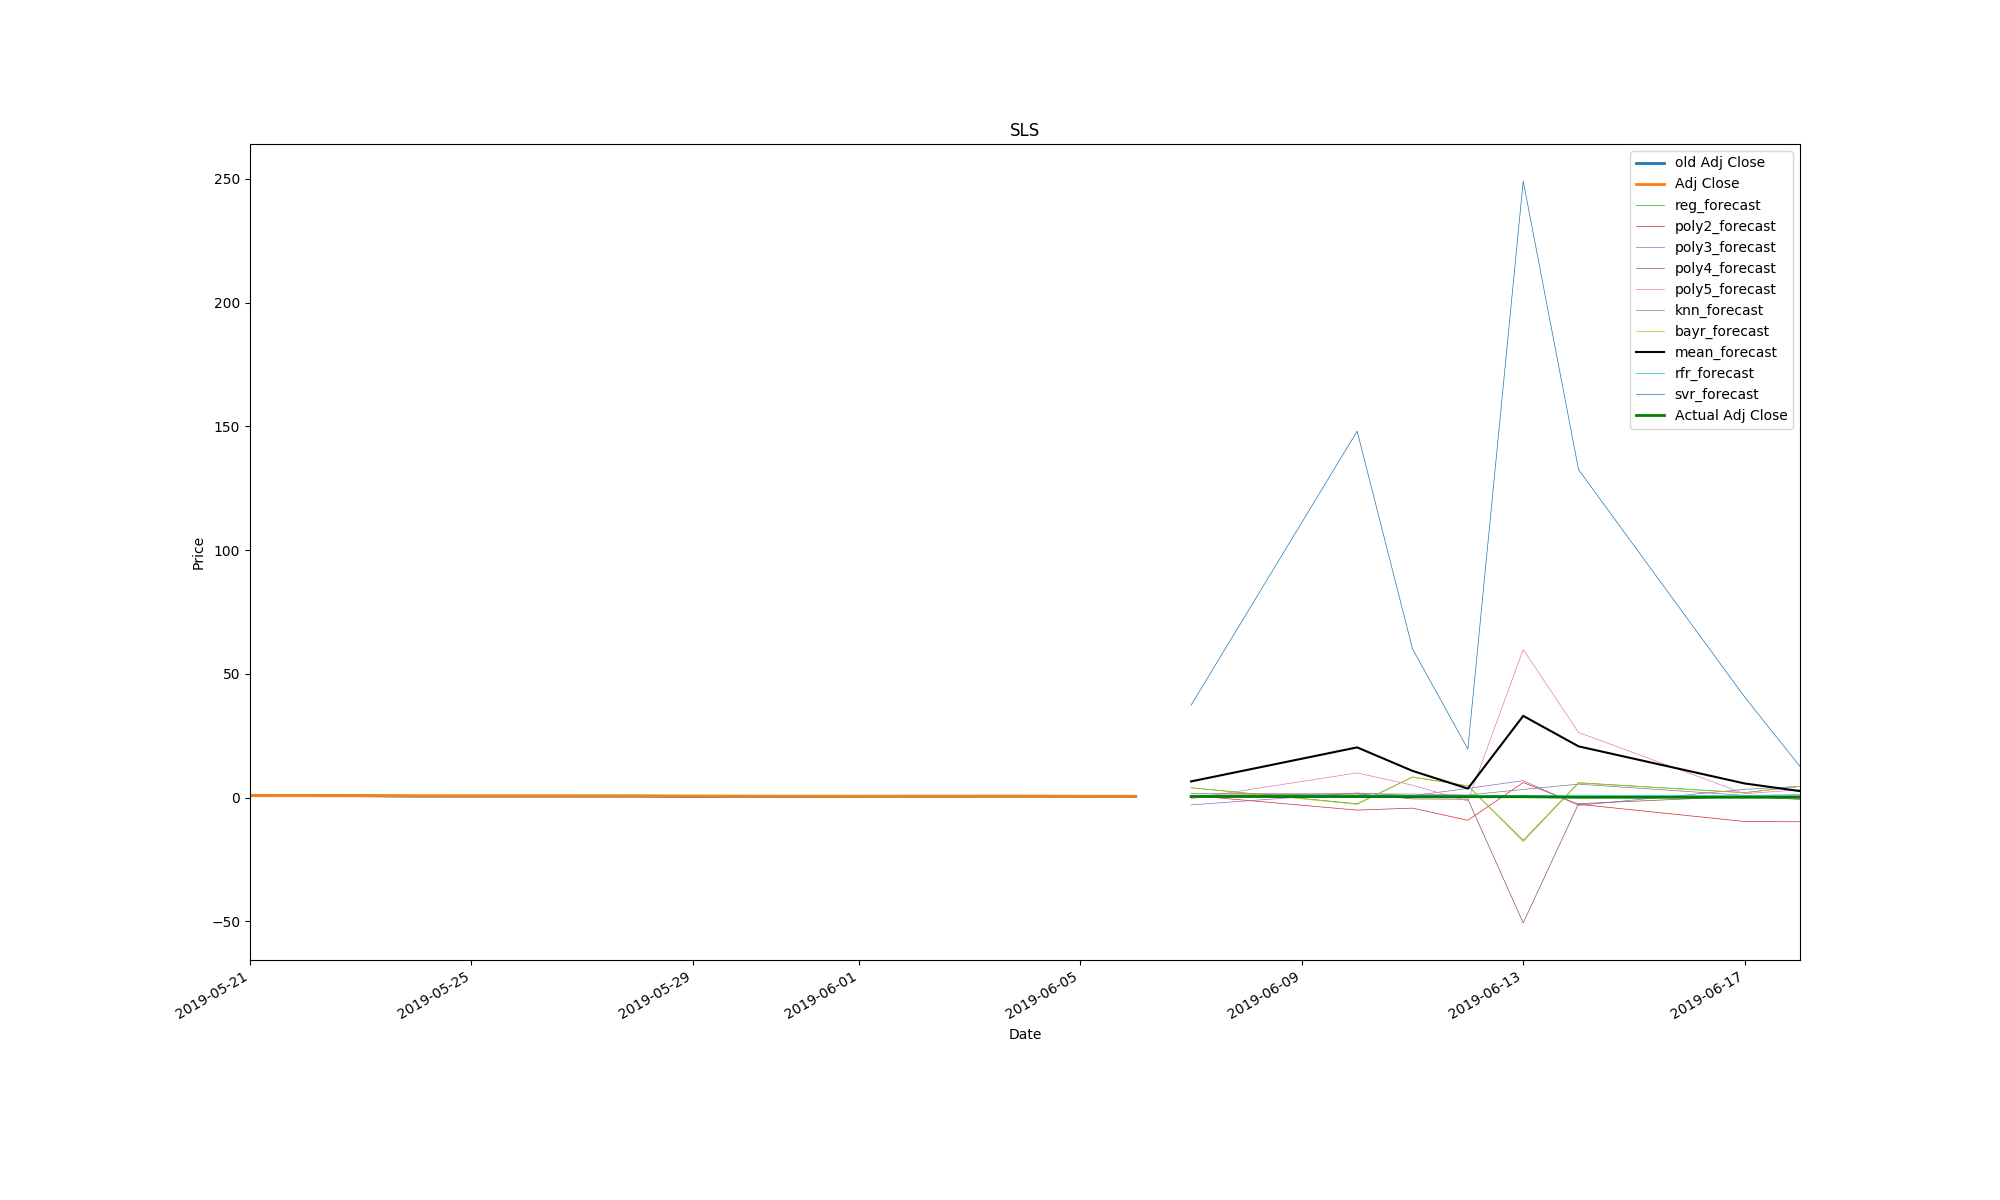 SLS
old Adj Close
Adj Close
reg_forecast
poly2_forecast
poly3_forecast
poly4_forecast
poly5_forecast
knn_forecast
bayr_forecast
mean_forecast
rfr_forecast
svr_forecast
Actual Adj Close
250
200
150
100
50
0
−50
Price
2019-05-21
2019-05-25
2019-05-29
2019-06-01
2019-06-05
2019-06-09
2019-06-13
2019-06-17
Date